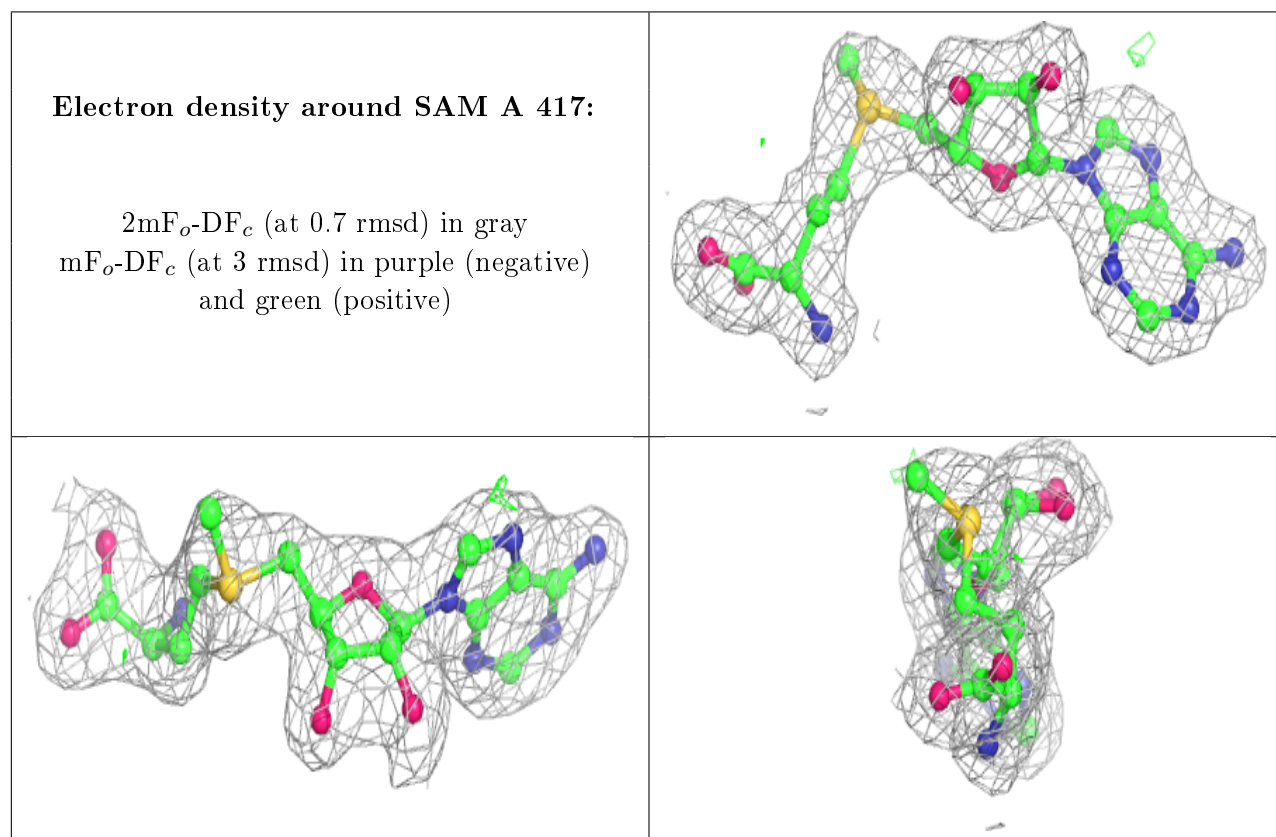 Electron density around SAM A 417:
2mFo-DFc (at 0.7 rmsd) in gray
mFo-DFc (at 3 rmsd) in purple (negative)
and green (positive)